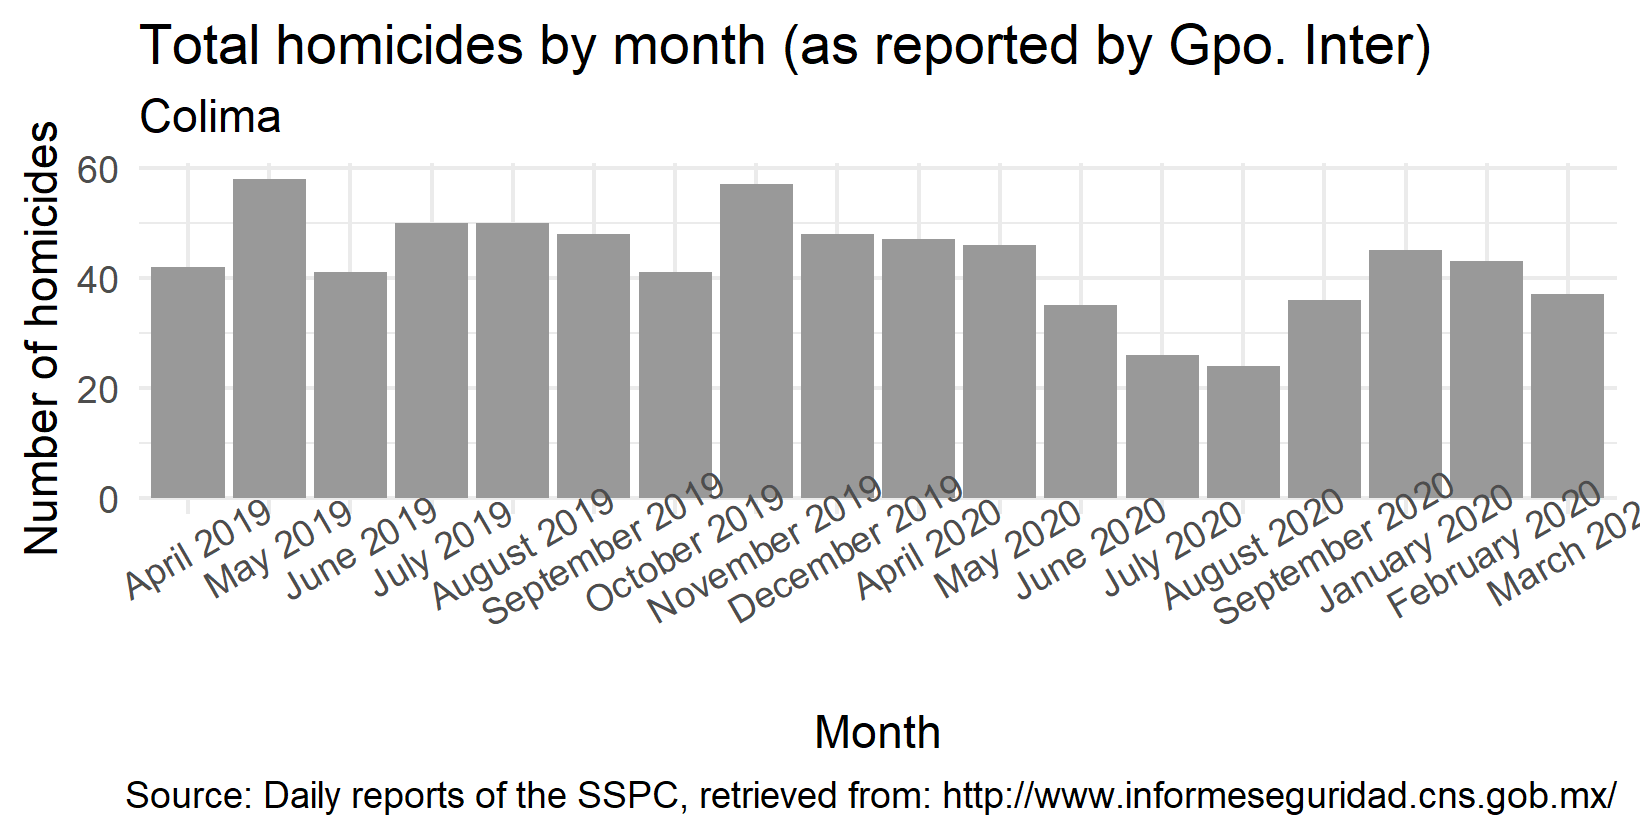 Total homicides by month (as reported by Gpo. Inter)
Colima
Number of homicides
60
40
20
0
April 2019
May 2019
June 2019
July 2019
August 2019
September 2019
October 2019
November 2019
December 2019
April 2020
May 2020
June 2020
July 2020
August 2020
September 2020
January 2020
February 2020
March 202
Month
Source: Daily reports of the SSPC, retrieved from: http://www.informeseguridad.cns.gob.mx/